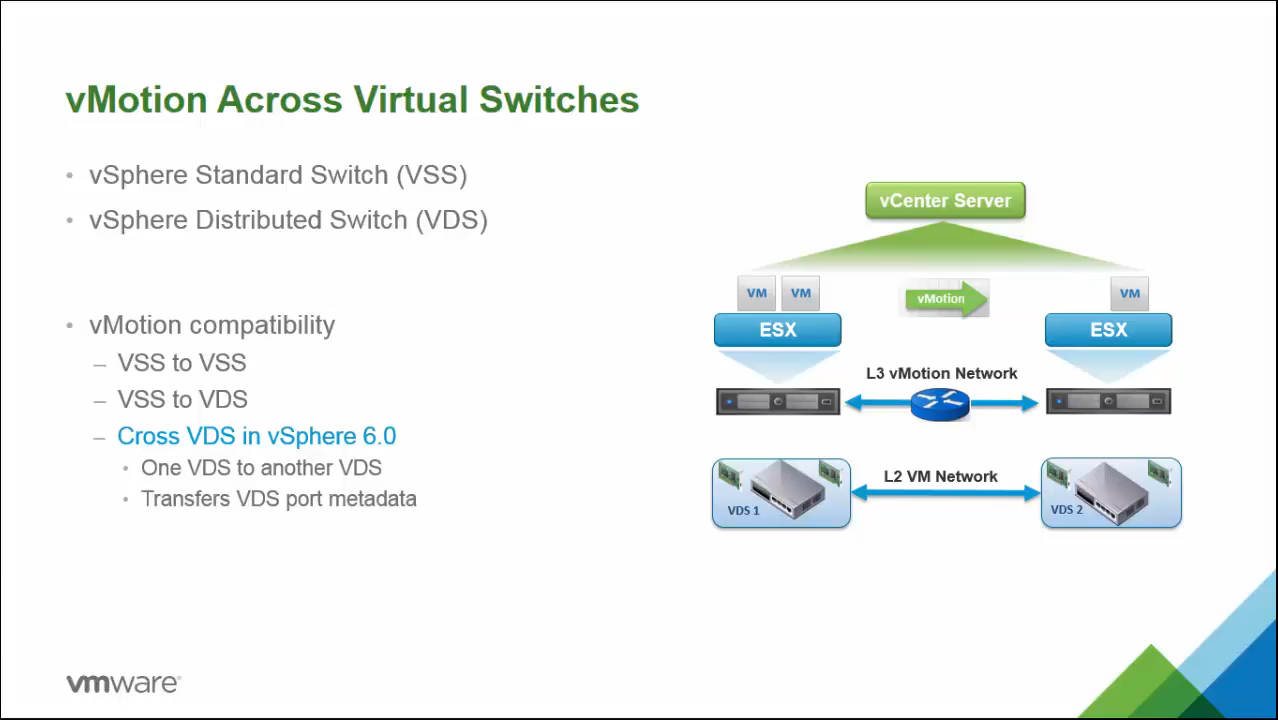 vMotion Across Virtual Switches
• vSphere Standard Switch (VSS)
• vSphere Distributed Switch (VDS)
• vMotion compatibility
– VSS to VSS
– VSS to VDS
– Cross VDS in vSphere 6.0
• One VDS to another VDS
• Transfers VDS port metadata
vCenter Server
VM VM
vMotion
VM
ESX
ESX
L3 vMotion Network
L2 VM Network
VDS 1
VDS 2
vmware®